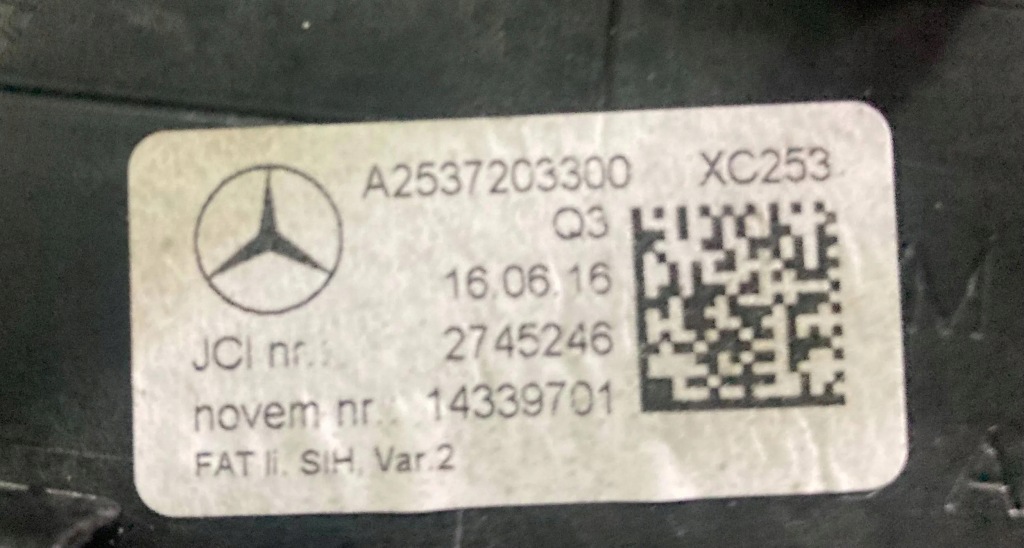 A2537203300 XC253
Q3
16.06.16
JCI nr.: 2745246
novem nr.: 14339701
FAT li. SIH, Var.2